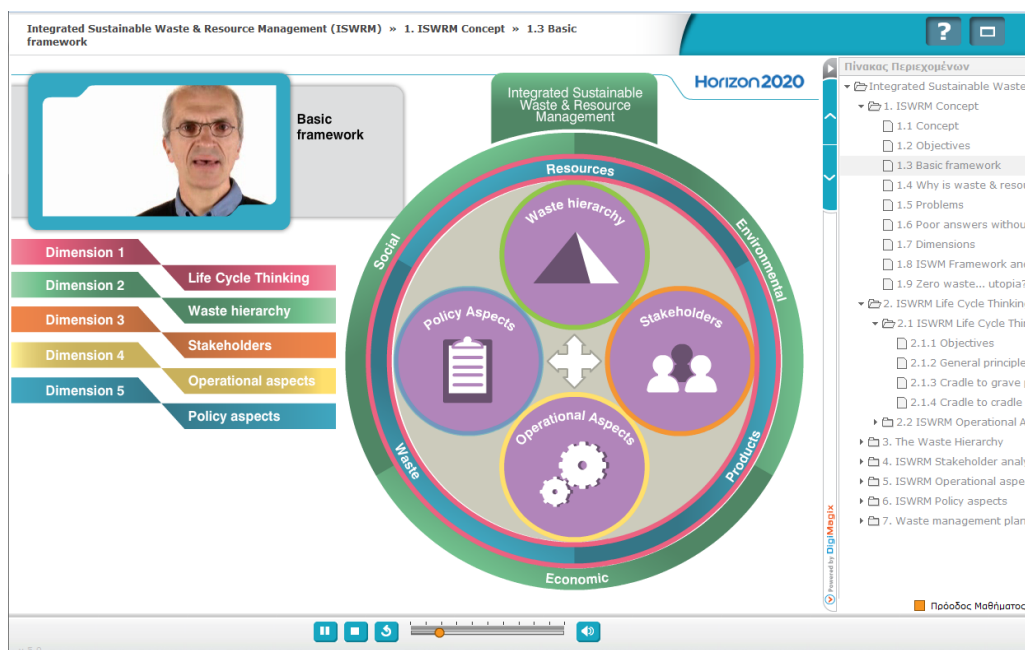 Integrated Sustainable Waste & Resource Management (ISWRM) » 1. ISWRM Concept » 1.3 Basic
framework
?
Basic
framework
Integrated Sustainable
Waste & Resource
Management
Horizon2020
Dimension 1
Life Cycle Thinking
Dimension 2
Waste hierarchy
Dimension 3
Stakeholders
Dimension 4
Operational aspects
Dimension 5
Policy aspects
Resources
Social
Environmental
Waste hierarchy
Policy Aspects
Stakeholders
Operational Aspects
Waste
Products
Economic
Πίνακας Περιεχομένων
Integrated Sustainable Waste
1. ISWRM Concept
1.1 Concept
1.2 Objectives
1.3 Basic framework
1.4 Why is waste & resou
1.5 Problems
1.6 Poor answers withou
1.7 Dimensions
1.8 ISWM Framework and
1.9 Zero waste... utopia?
2. ISWRM Life Cycle Thinking
2.1 ISWRM Life Cycle Thin
2.1.1 Objectives
2.1.2 General principle
2.1.3 Cradle to grave
2.1.4 Cradle to cradle
2.2 ISWRM Operational A
3. The Waste Hierarchy
4. ISWRM Stakeholder analy
5. ISWRM Operational aspe
6. ISWRM Policy aspects
7. Waste management plan
Powered by DigiMagix
Πρόοδος Μαθήματος